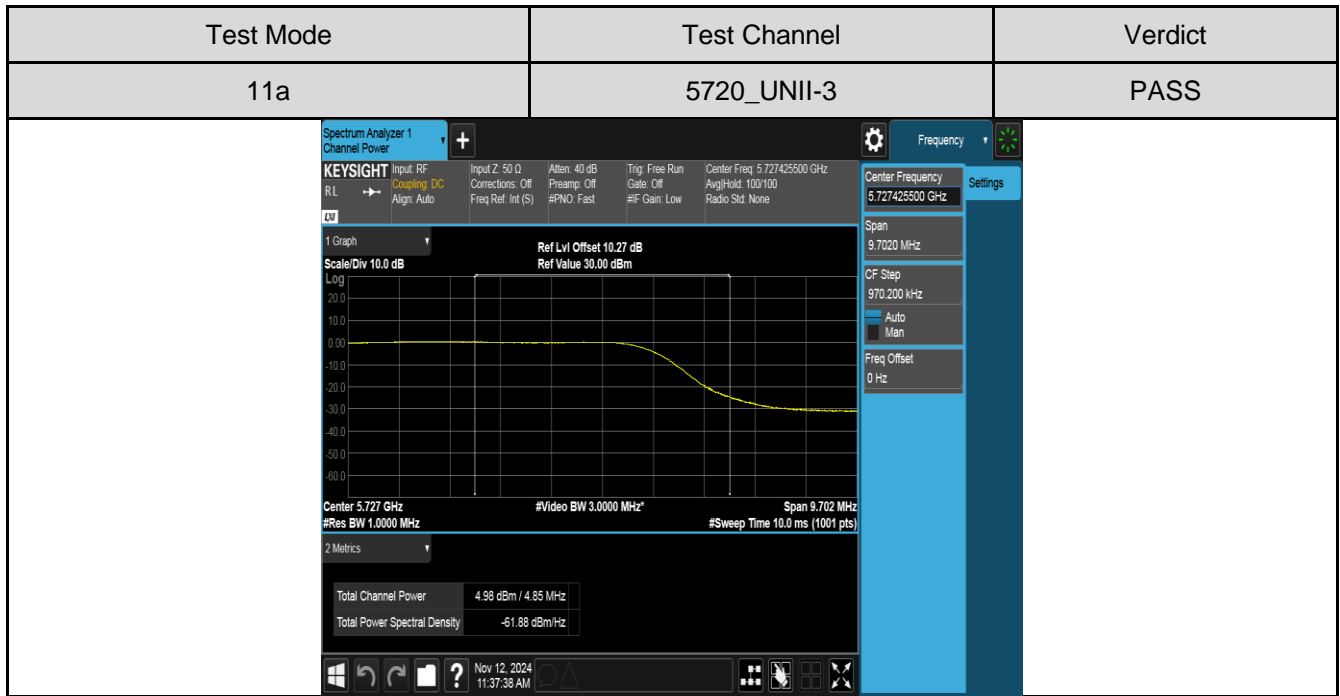 Test Mode Test Channel Verdict
11a 5720_UNII-3 PASS
Spectrum Analyzer 1
Channel Power
+
Frequency
KEYSIGHT Input: RF Input Z: 50 Ω Atten: 40 dB Trig: Free Run Center Freq: 5.727425500 GHz
RL Coupling: DC Corrections: Off Preamp: Off Gate: Off Avg|Hold: 100/100
Align: Auto Freq Ref: Int (S) #PNO: Fast #IF Gain: Low Radio Std: None
LXI
Center Frequency
5.727425500 GHz
Settings
Span
9.7020 MHz
CF Step
970.200 kHz
Auto
Man
Freq Offset
0 Hz
1 Graph
Ref Lvl Offset 10.27 dB
Scale/Div 10.0 dB Ref Value 30.00 dBm
Log
20.0
10.0
0.00
-10.0
-20.0
-30.0
-40.0
-50.0
-60.0
Center 5.727 GHz #Video BW 3.0000 MHz* Span 9.702 MHz
#Res BW 1.0000 MHz #Sweep Time 10.0 ms (1001 pts)
2 Metrics
Total Channel Power 4.98 dBm / 4.85 MHz
Total Power Spectral Density -61.88 dBm/Hz
? Nov 12, 2024
11:37:38 AM